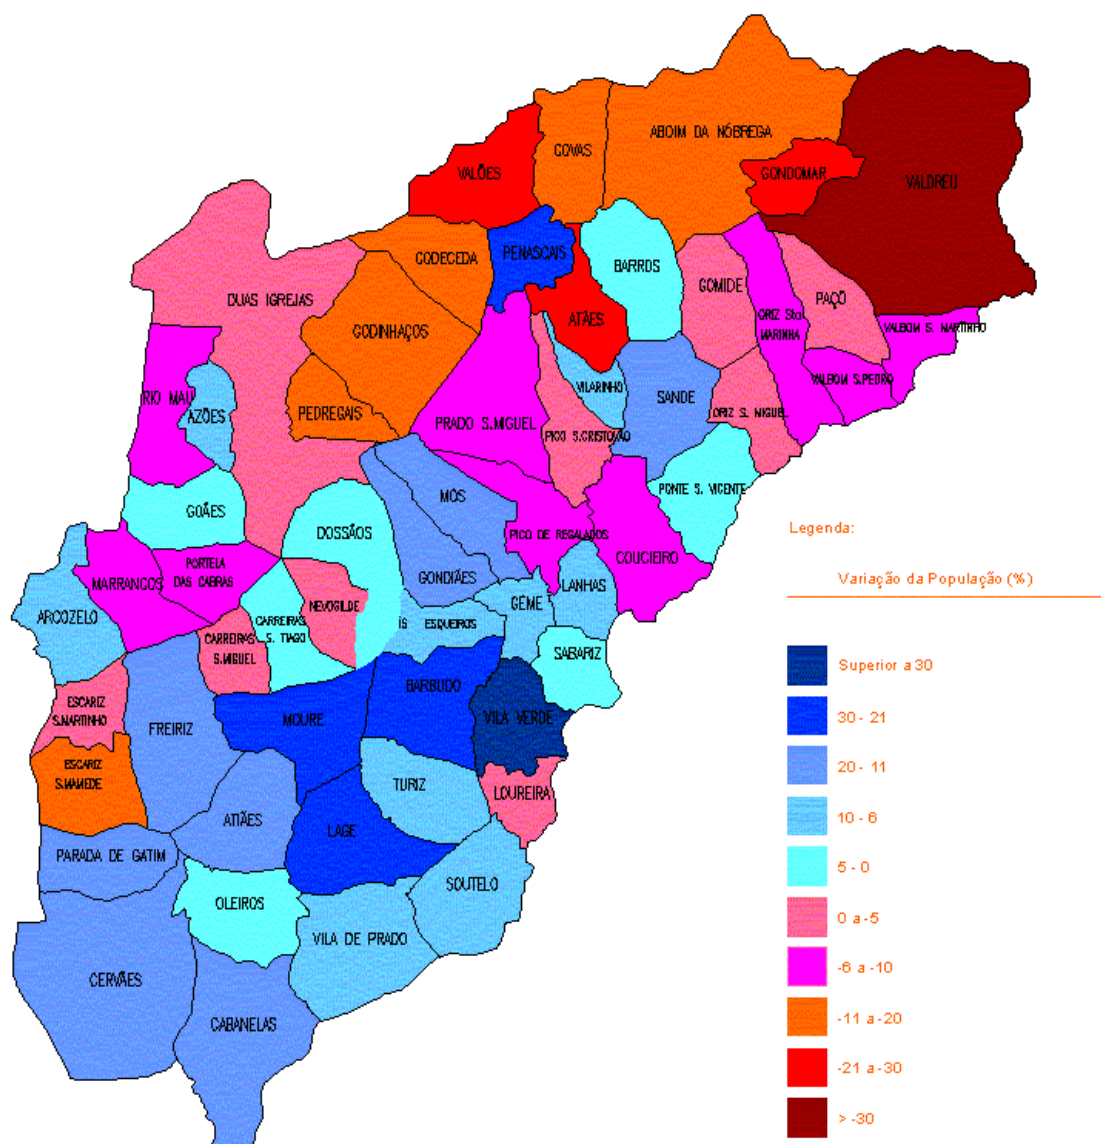 ABOIM DA NÓBREGA
COVAS
VALÕES
GONDOMAR
VALDREU
CODECEDA
PENASCAIS
BARROS
DUAS IGREJAS
GOMIDE
PAÇÔ
ATÃES
ORIZ Sta
MARINHA
GODINHAÇOS
VALBOM S. MARTINHO
VALBOM S.PEDRO
VILARINHO
SANDE
RIO MAU
AZÕES
PEDREGAIS
PRADO S.MIGUEL
PICO S.CRISTOVÃO
ORIZ S. MIGUEL
MÓS
PONTE S. VICENTE
GOÃES
DOSSÃOS
PICO DE REGALADOS
COUCIEIRO
PORTELA
DAS CABRAS
MARRANCOS
GONDIÃES
LANHAS
ARCOZELO
NEVOGILDE
GÉME
CARREIRAS
S. TIAGO
IS ESQUEIROS
CARREIRAS
S.MIGUEL
SABARIZ
BARBUDO
ESCARIZ
S.MARTINHO
FREIRIZ
MOURE
VILA VERDE
ESCARIZ
S.MAMEDE
TURIZ
LOUREIRA
ATIÃES
LAGE
PARADA DE GATIM
SOUTELO
OLEIROS
VILA DE PRADO
CERVÃES
CABANELAS
Legenda:
Variação da População (%)
Superior a 30
30 - 21
20 - 11
10 - 6
5 - 0
0 a -5
-6 a -10
-11 a -20
-21 a -30
> -30